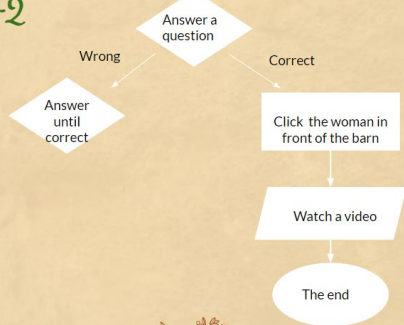 -2
Answer a
question
Wrong
Correct
Answer
until
correct
Click the woman in
front of the barn
Watch a video
The end